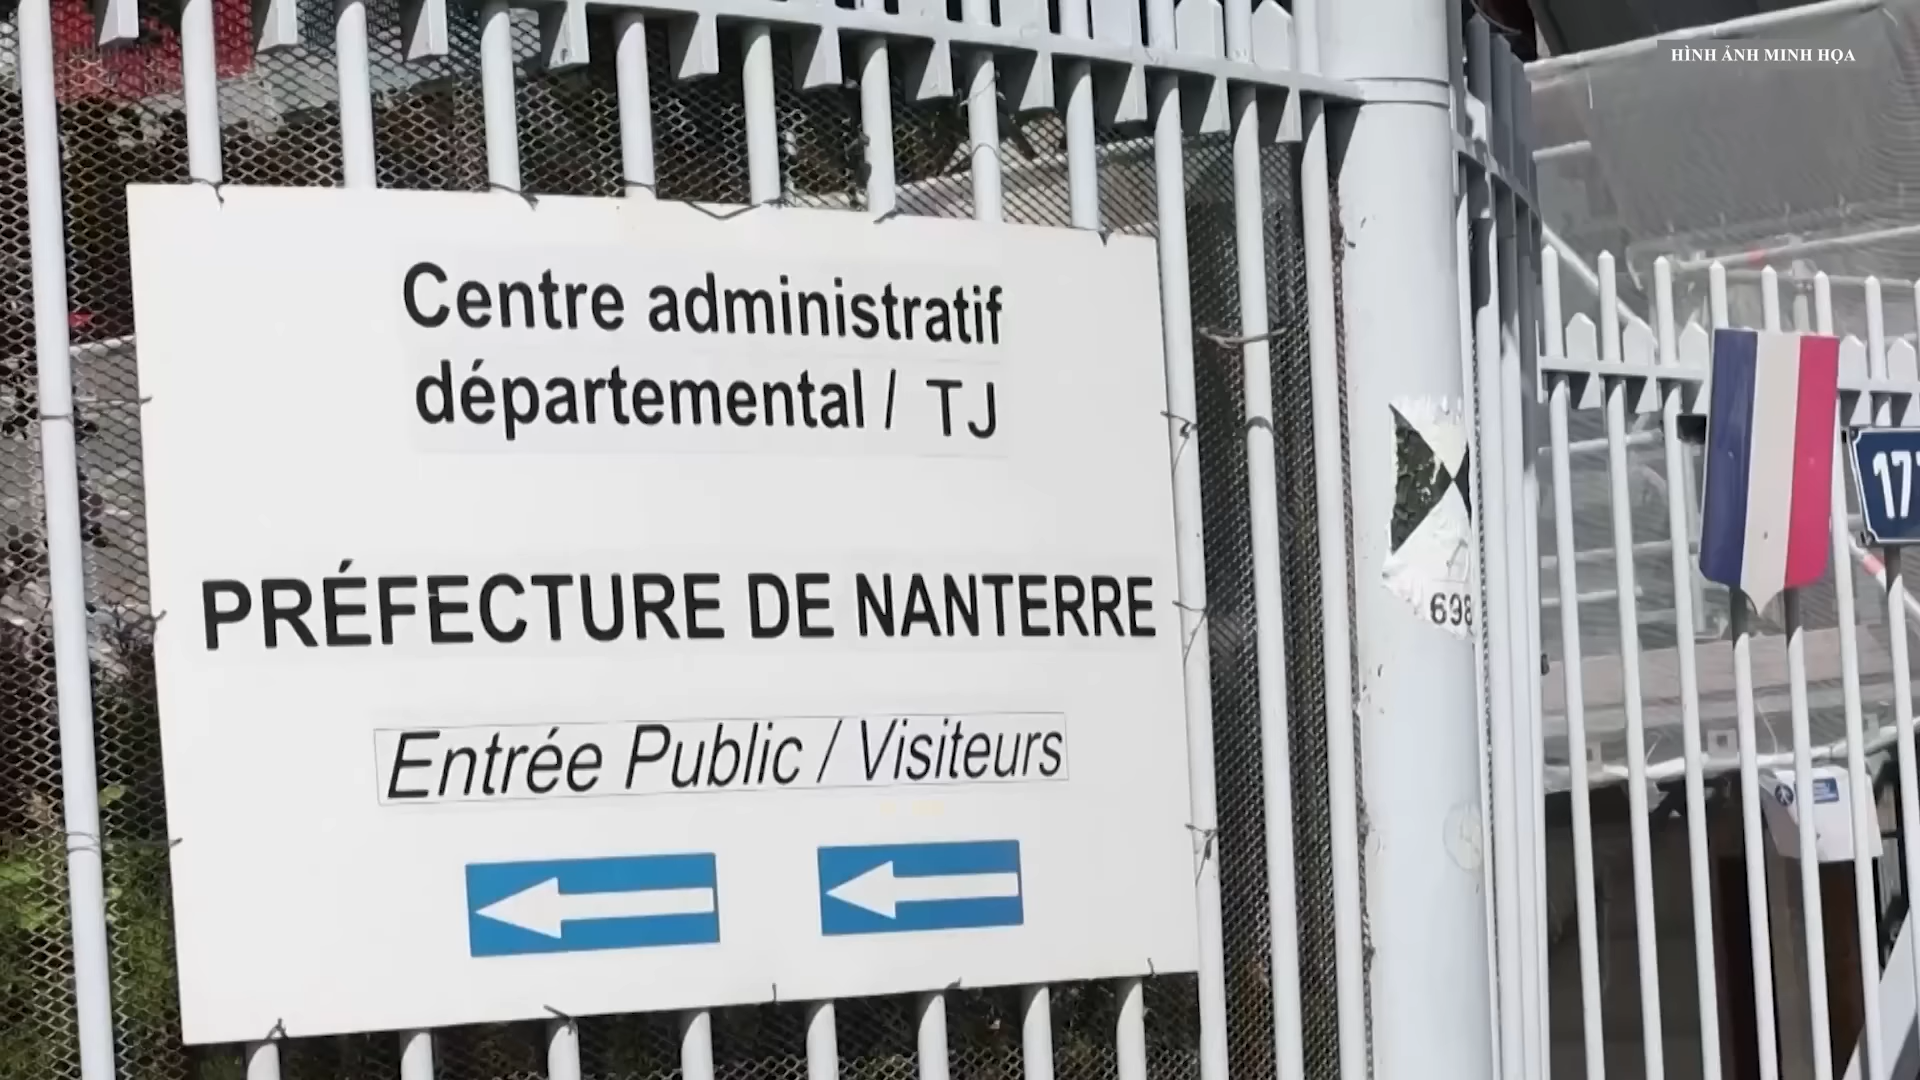 HÌNH ẢNH MINH HỌA
Centre administratif
départemental / TJ
PRÉFECTURE DE NANTERRE
Entrée Public / Visiteurs
698